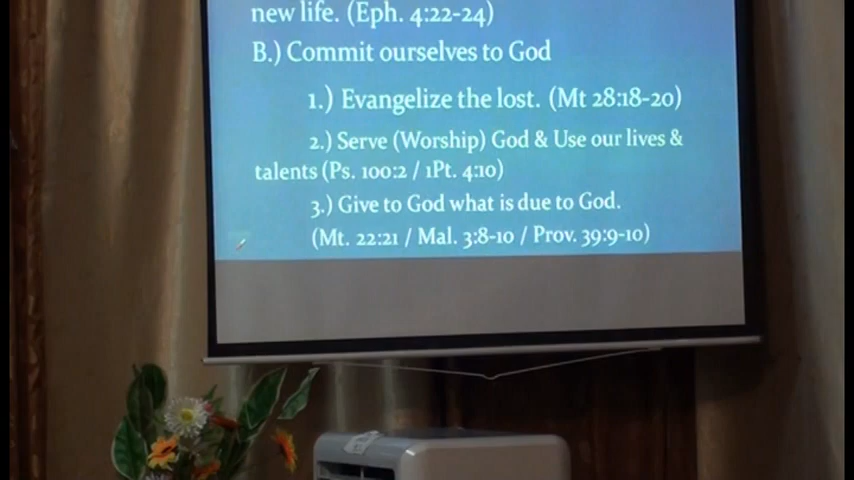 new life. (Eph. 4:22-24)
B.) Commit ourselves to God
1.) Evangelize the lost. (Mt 28:18-20)
2.) Serve (Worship) God & Use our lives &
talents (Ps. 100:2 / 1Pt. 4:10)
3.) Give to God what is due to God.
(Mt. 22:21 / Mal. 3:8-10 / Prov. 39:9-10)